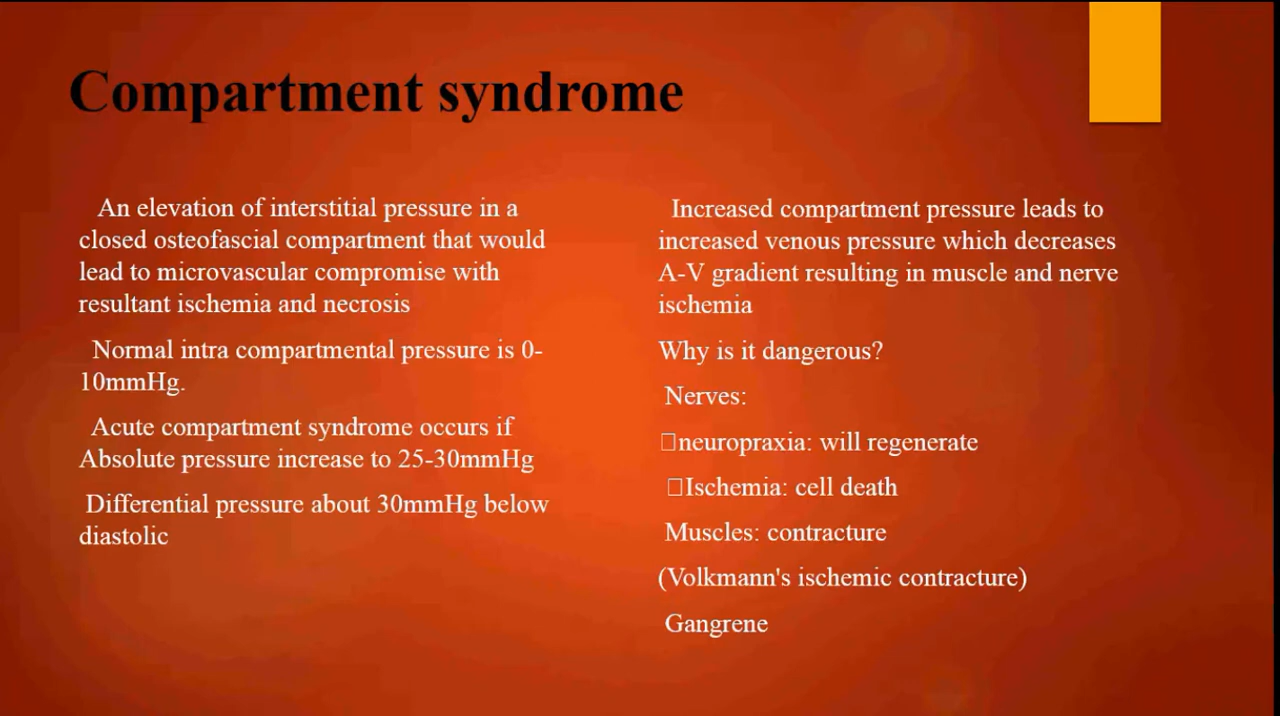 Compartment syndrome
An elevation of interstitial pressure in a
closed osteofascial compartment that would
lead to microvascular compromise with
resultant ischemia and necrosis
Normal intra compartmental pressure is 0-
10mmHg.
Acute compartment syndrome occurs if
Absolute pressure increase to 25-30mmHg
Differential pressure about 30mmHg below
diastolic
Increased compartment pressure leads to
increased venous pressure which decreases
A-V gradient resulting in muscle and nerve
ischemia
Why is it dangerous?
Nerves:
□neuropraxia: will regenerate
□Ischemia: cell death
Muscles: contracture
(Volkmann's ischemic contracture)
Gangrene